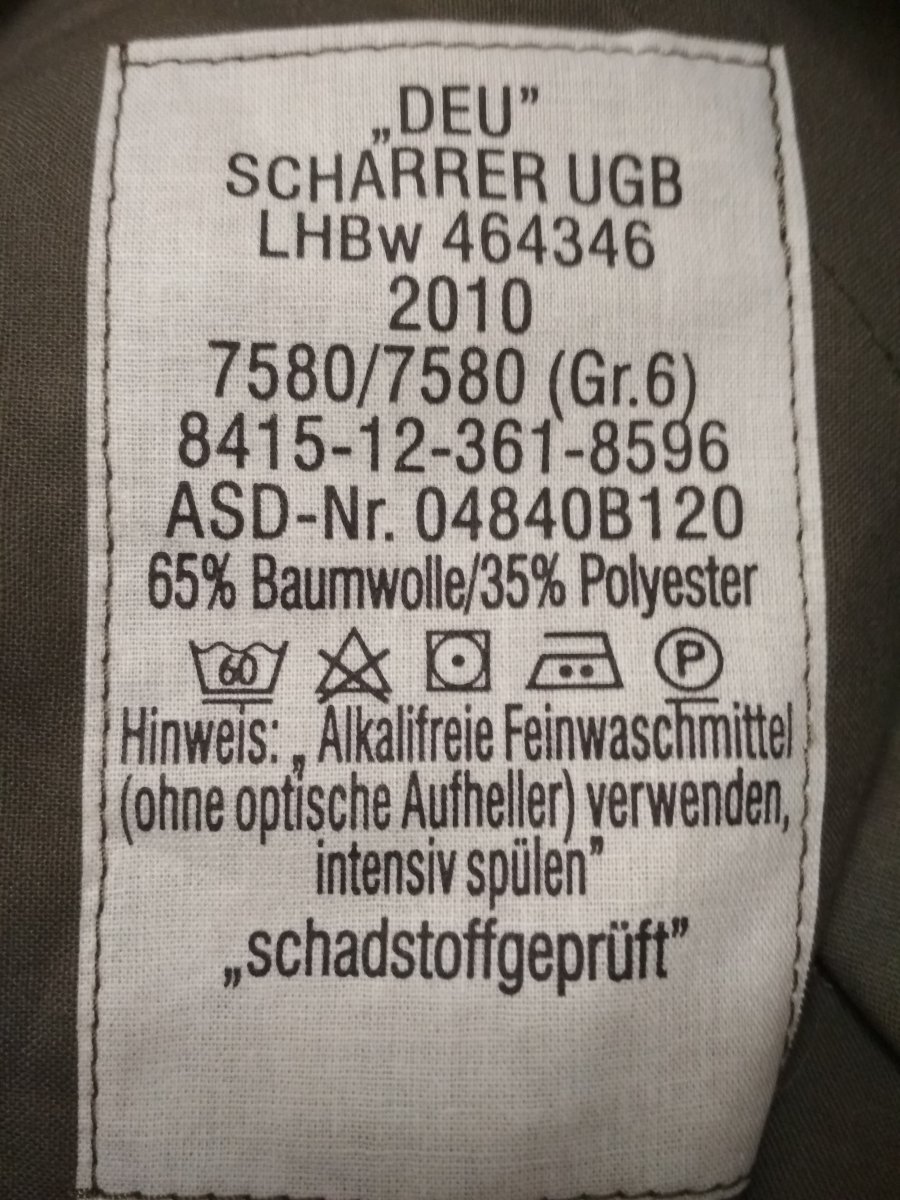 „DEU”
SCHARRER UGB
LHBw 464346
2010
7580/7580 (Gr.6)
8415-12-361-8596
ASD-Nr. 04840B120
65% Baumwolle/35% Polyester
60 P
Hinweis: „ Alkalifreie Feinwaschmittel
(ohne optische Aufheller) verwenden,
intensiv spülen”
„schadstoffgeprüft”